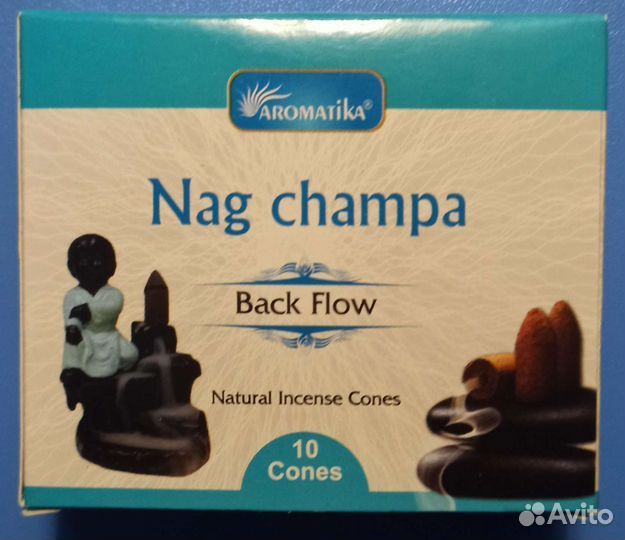 AROMATIKA®
Nag champa
Back Flow
Natural Incense Cones
10
Cones
Avito